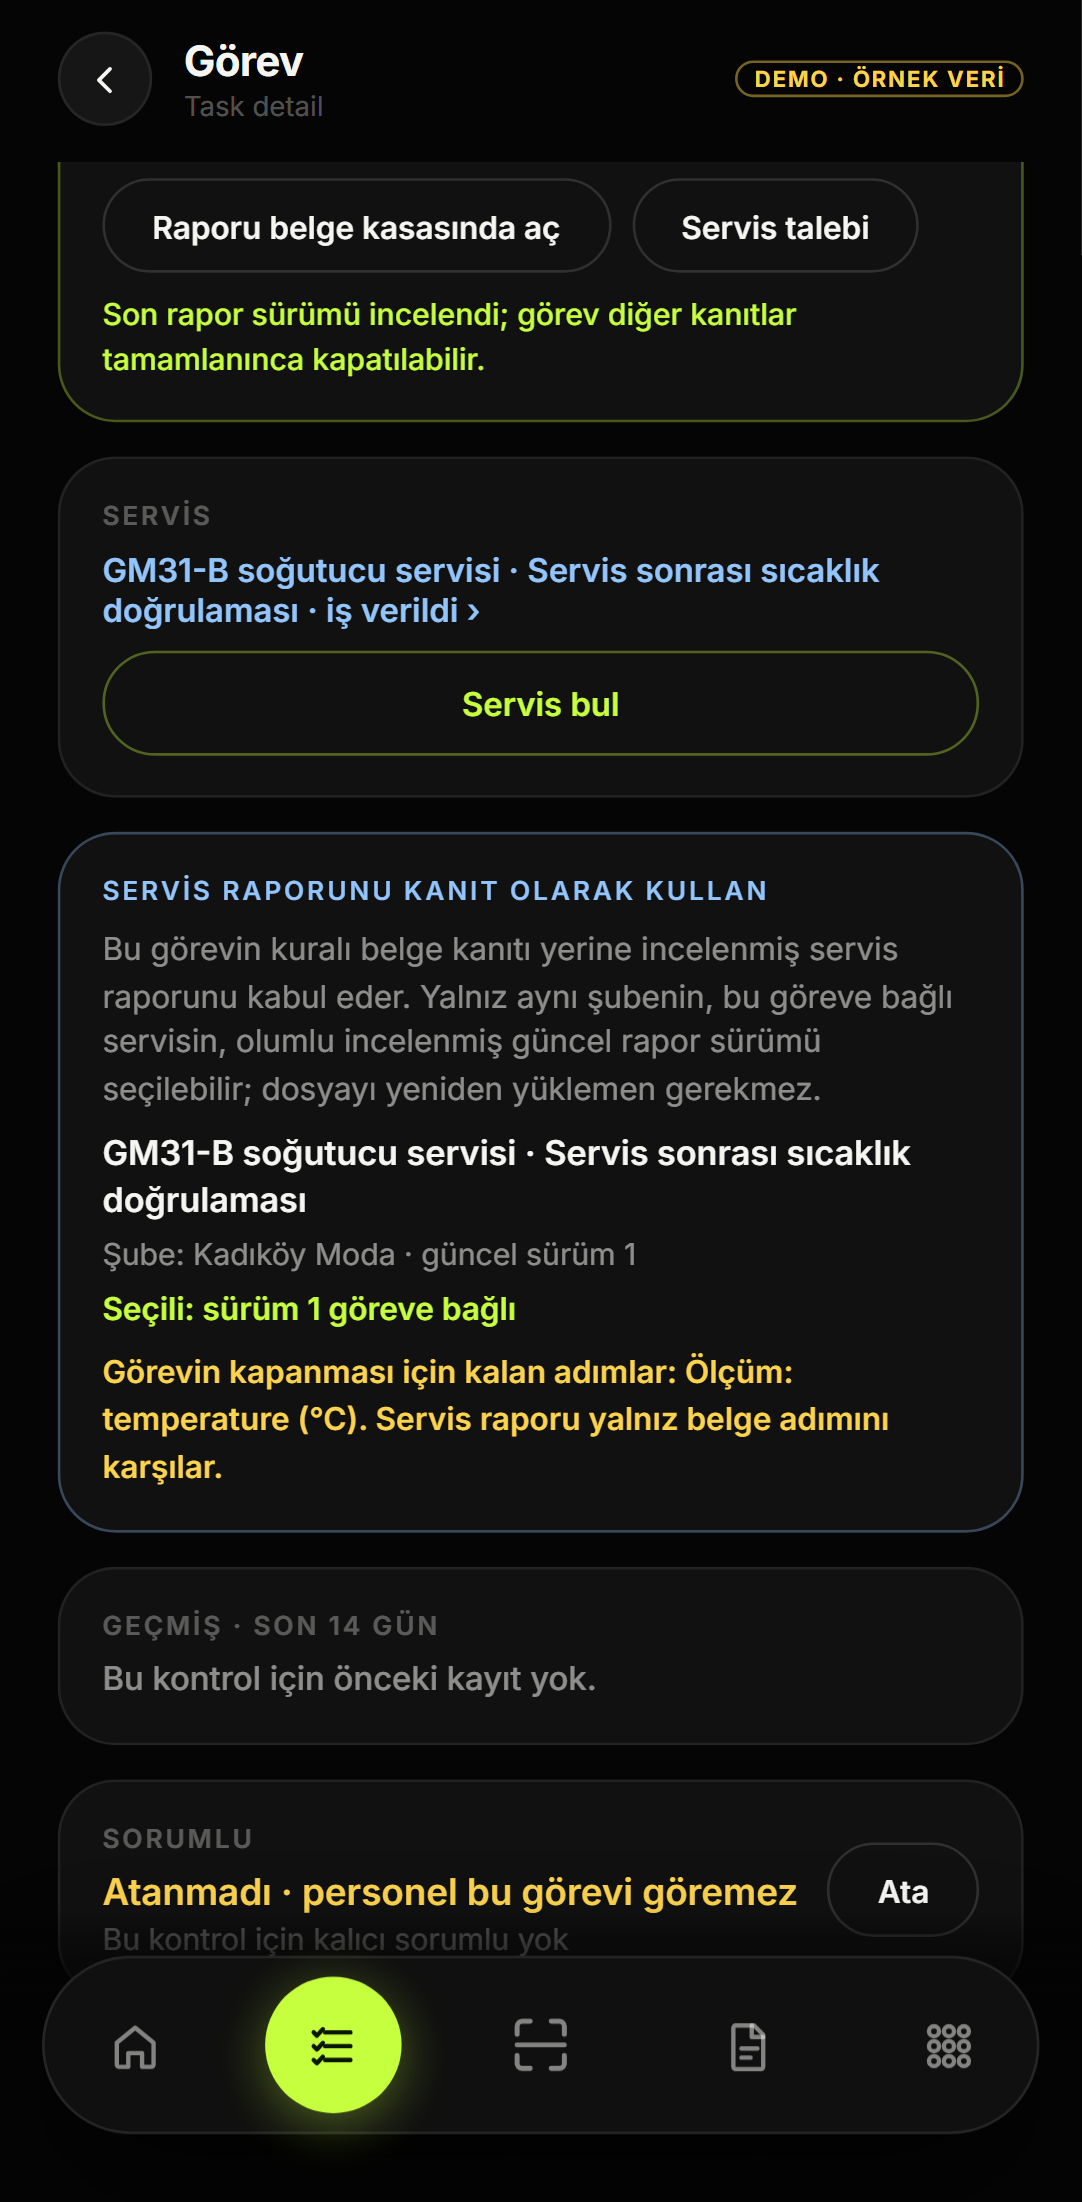 Görev
Task detail
DEMO · ÖRNEK VERİ
Raporu belge kasasında aç
Servis talebi
Son rapor sürümü incelendi; görev diğer kanıtlar
tamamlanınca kapatılabilir.
SERVİS
GM31-B soğutucu servisi · Servis sonrası sıcaklık
doğrulaması · iş verildi ›
Servis bul
SERVİS RAPORUNU KANIT OLARAK KULLAN
Bu görevin kuralı belge kanıtı yerine incelenmiş servis
raporunu kabul eder. Yalnız aynı şubenin, bu göreve bağlı
servisin, olumlu incelenmiş güncel rapor sürümü
seçilebilir; dosyayı yeniden yüklemen gerekmez.
GM31-B soğutucu servisi · Servis sonrası sıcaklık
doğrulaması
Şube: Kadıköy Moda · güncel sürüm 1
Seçili: sürüm 1 göreve bağlı
Görevin kapanması için kalan adımlar: Ölçüm:
temperature (°C). Servis raporu yalnız belge adımını
karşılar.
GEÇMİŞ · SON 14 GÜN
Bu kontrol için önceki kayıt yok.
SORUMLU
Atanmadı · personel bu görevi göremez
Ata
Bu kontrol için kalıcı sorumlu yok